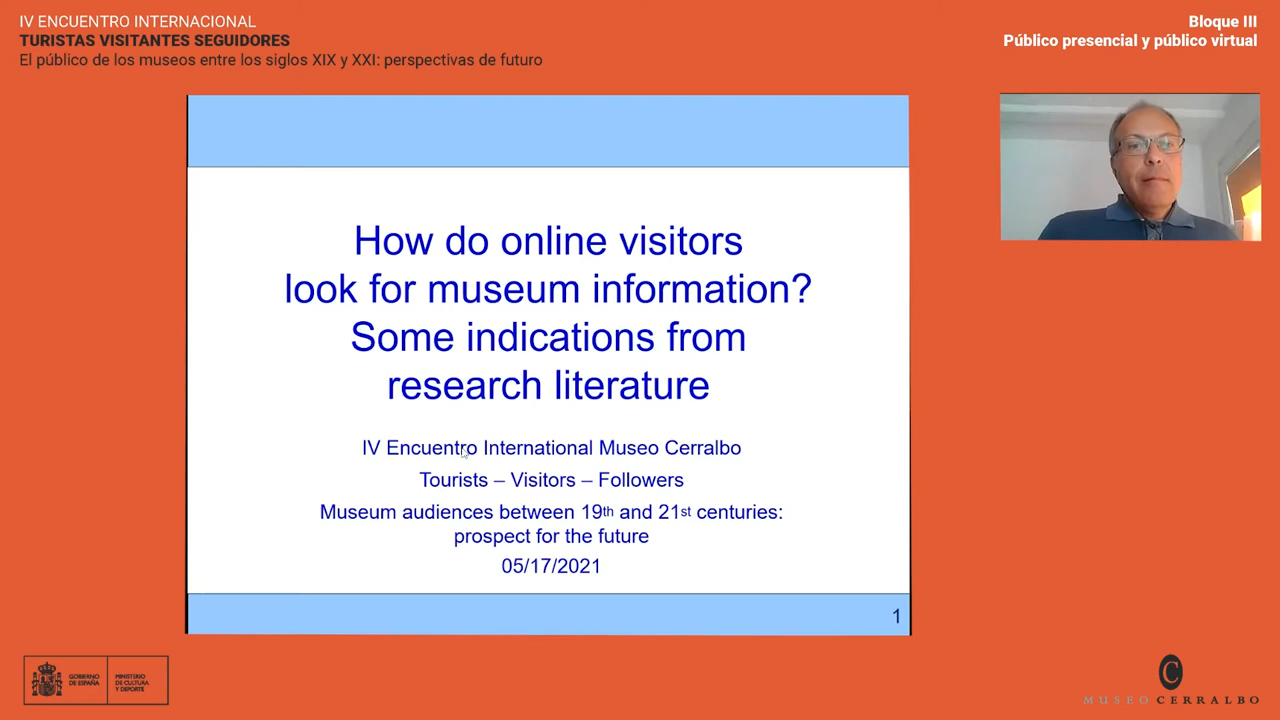 IV ENCUENTRO INTERNACIONAL
TURISTAS VISITANTES SEGUIDORES
El público de los museos entre los siglos XIX y XXI: perspectivas de futuro
Bloque III
Público presencial y público virtual
How do online visitors
look for museum information?
Some indications from
research literature
IV Encuentro International Museo Cerralbo
Tourists – Visitors – Followers
Museum audiences between 19th and 21st centuries:
prospect for the future
05/17/2021
1
GOBIERNO
DE ESPAÑA
MINISTERIO
DE CULTURA
Y DEPORTE
C
MUSEO CERRALBO